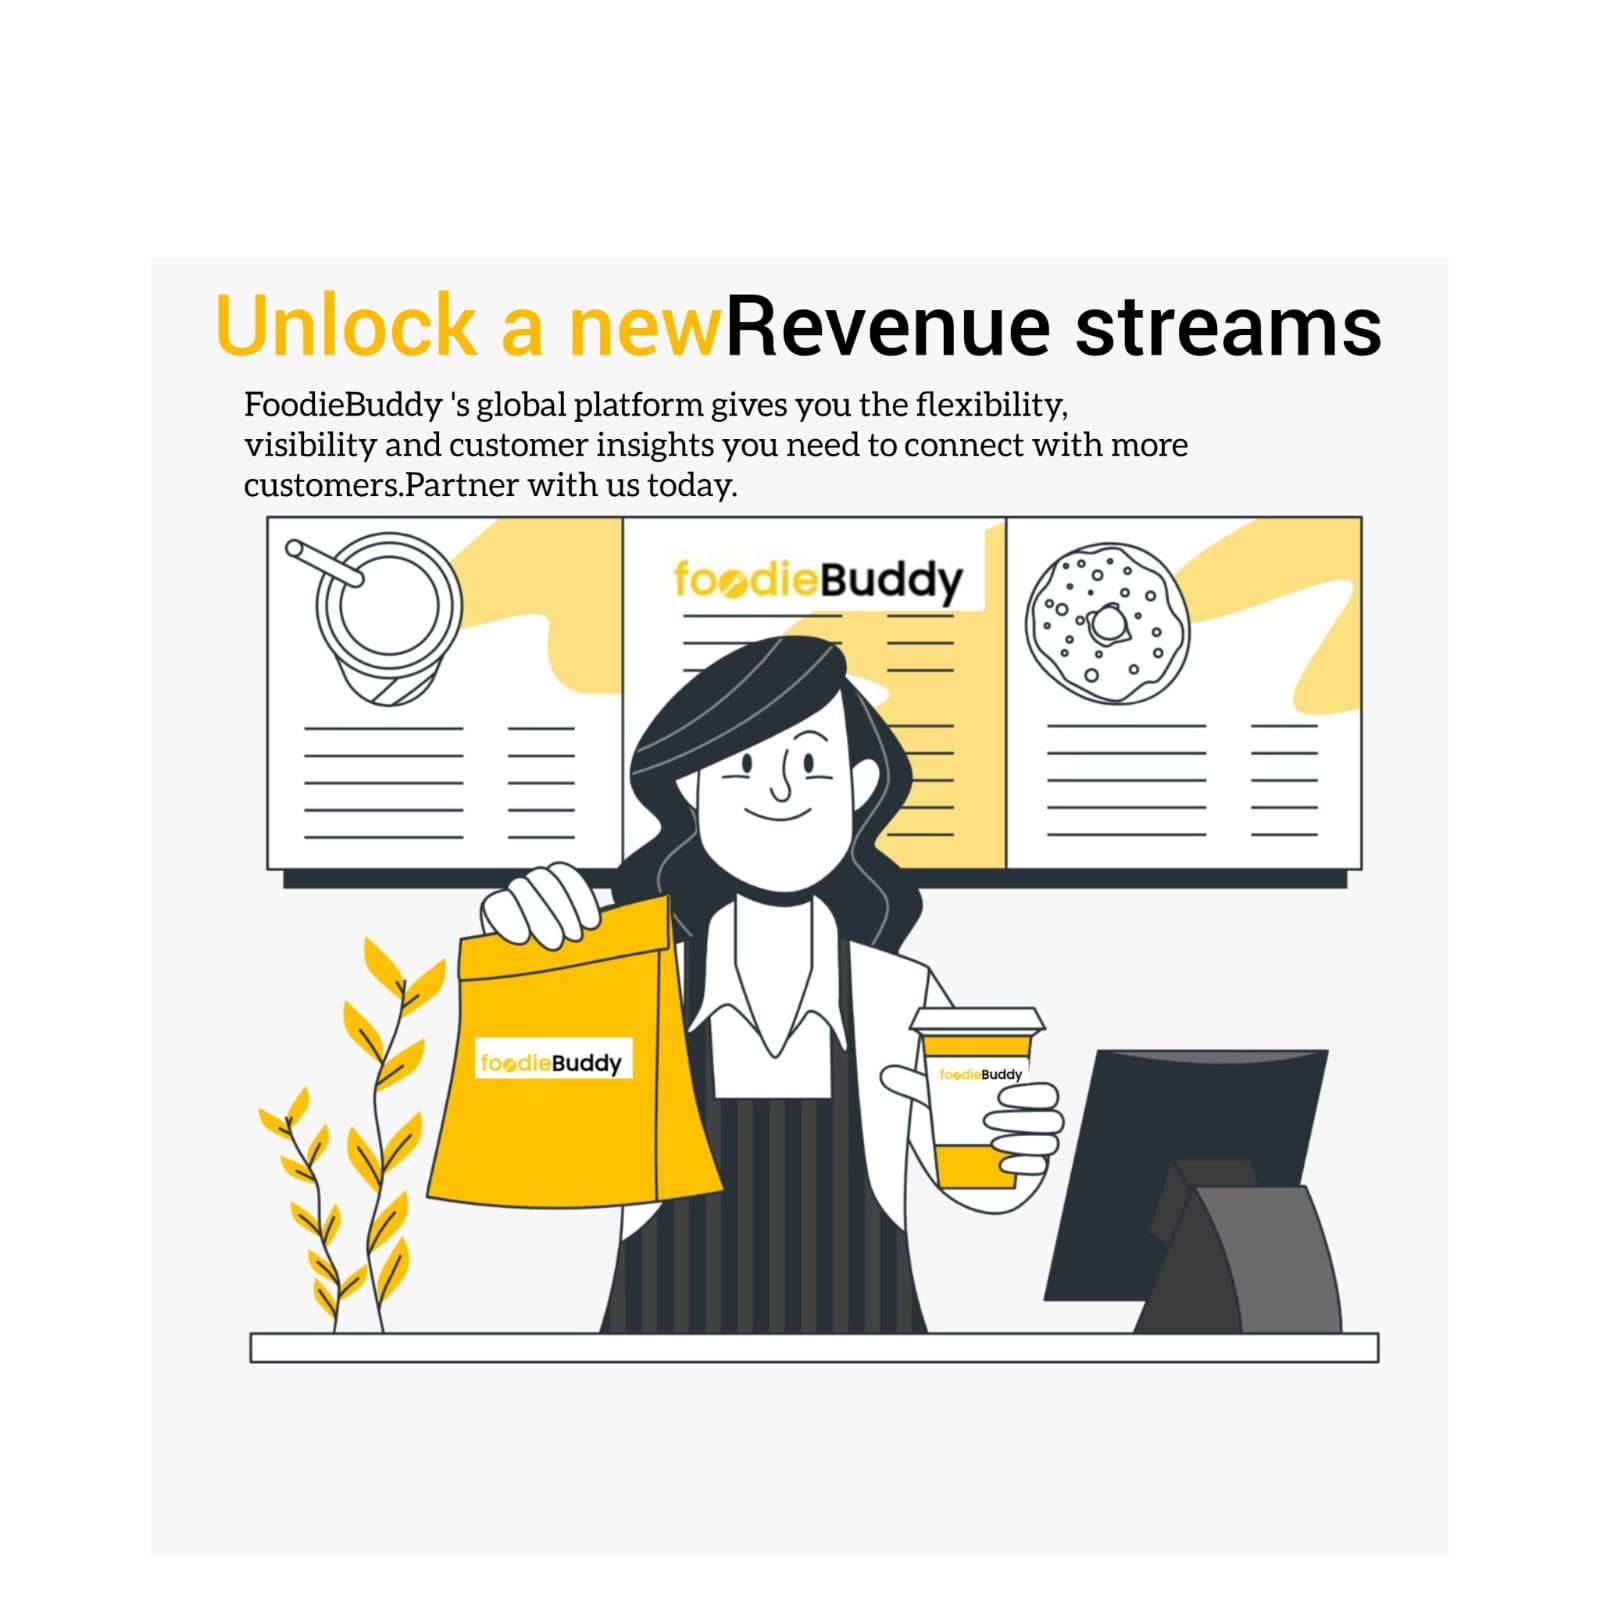 Unlock a newRevenue streams
FoodieBuddy 's global platform gives you the flexibility,
visibility and customer insights you need to connect with more
customers.Partner with us today.
foodieBuddy
foodieBuddy
foodieBuddy